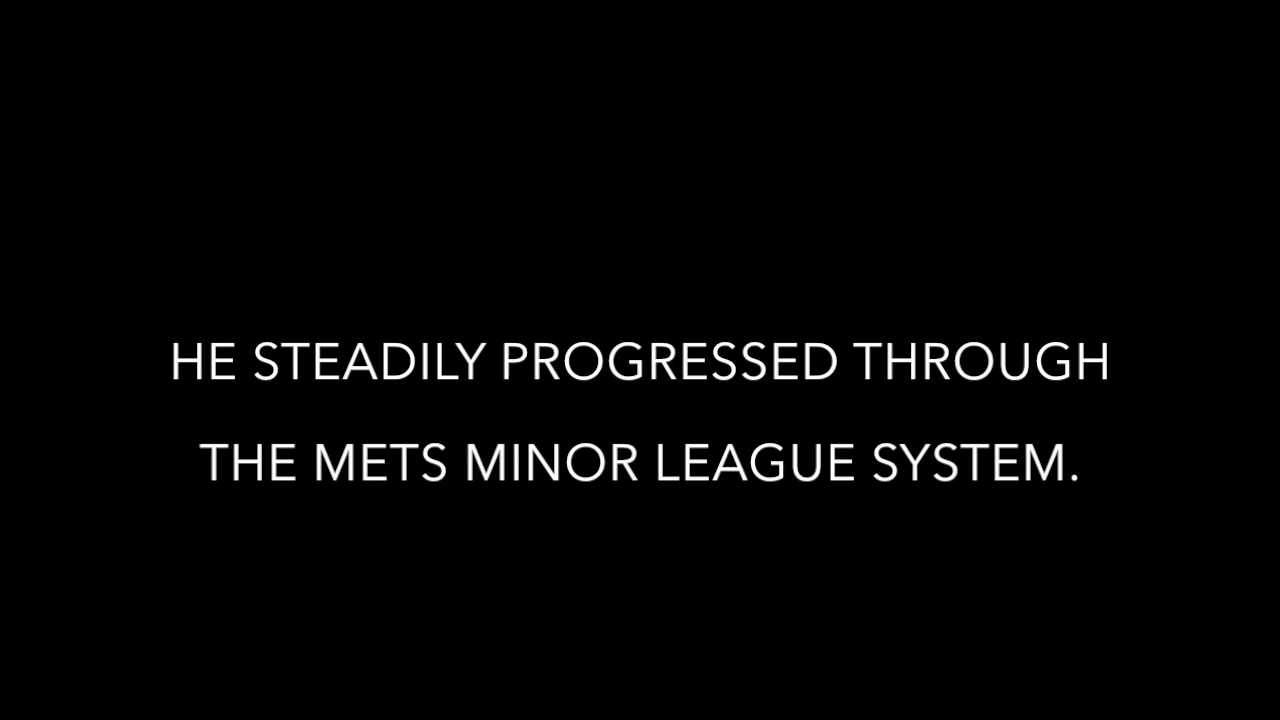 HE STEADILY PROGRESSED THROUGH
THE METS MINOR LEAGUE SYSTEM.